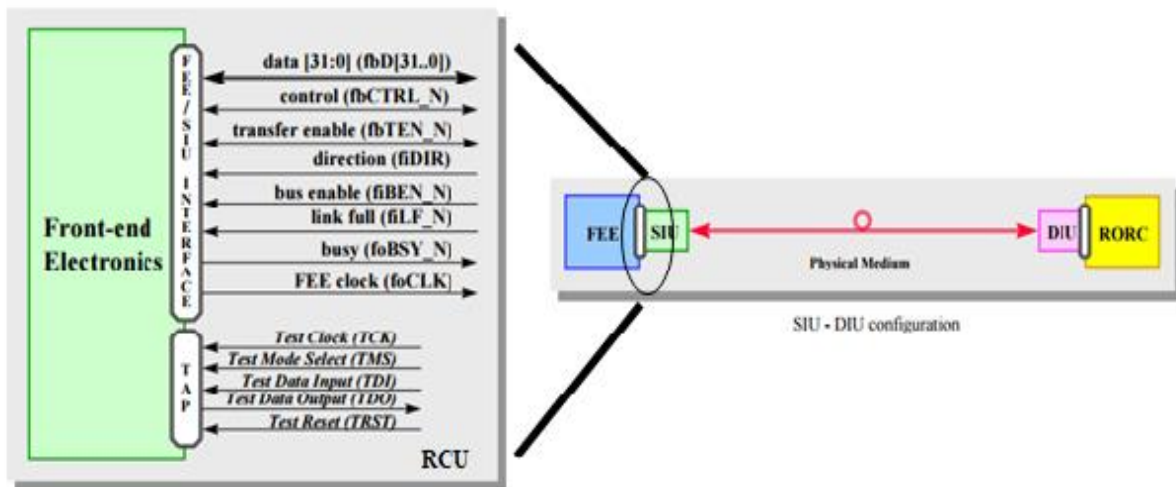 FEE/SIU INTERFACE
data [31:0] (fbD[31..0])
control (fbCTRL_N)
transfer enable (fbTEN_N)
direction (fiDIR)
bus enable (fiBEN_N)
link full (fiLF_N)
busy (foBSY_N)
FEE clock (foCLK)
Front-end
Electronics
TAP
Test Clock (TCK)
Test Mode Select (TMS)
Test Data Input (TDI)
Test Data Output (TDO)
Test Reset (TRST)
RCU
FEE
SIU
DIU
RORC
Physical Medium
SIU - DIU configuration